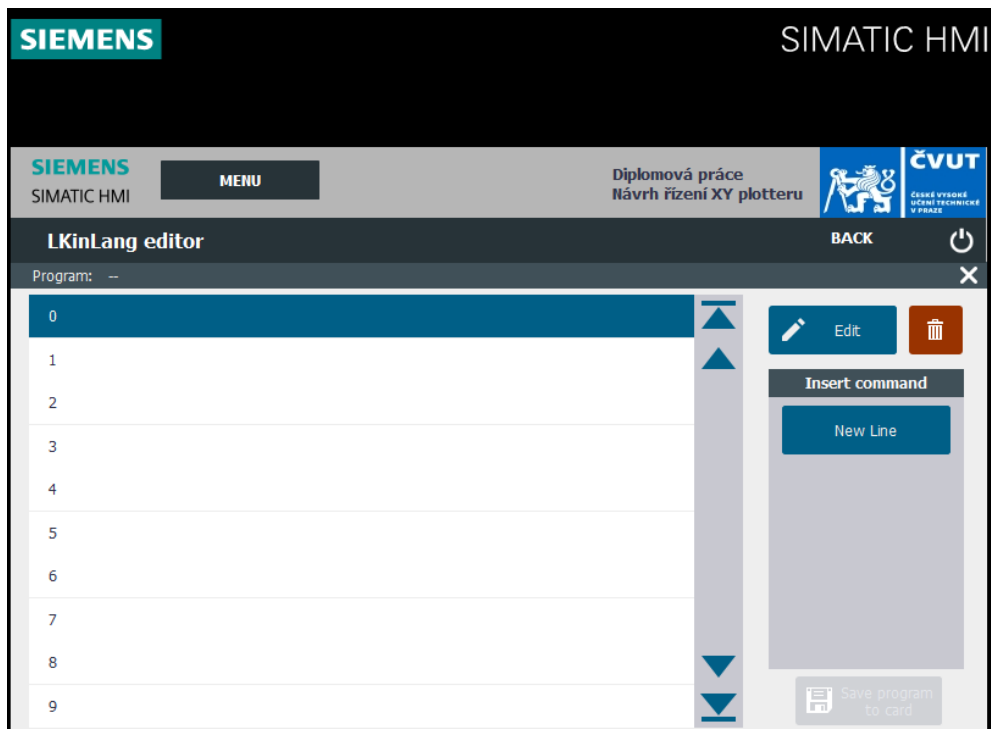 SIEMENS
SIMATIC HMI
SIEMENS
SIMATIC HMI
MENU
Diplomová práce
Návrh řízení XY plotteru
ČVUT
ČESKÉ VYSOKÉ
UČENÍ TECHNICKÉ
V PRAZE
LKinLang editor
BACK
Program: --
0
1
2
3
4
5
6
7
8
9
Edit
Insert command
New Line
Save program
to card